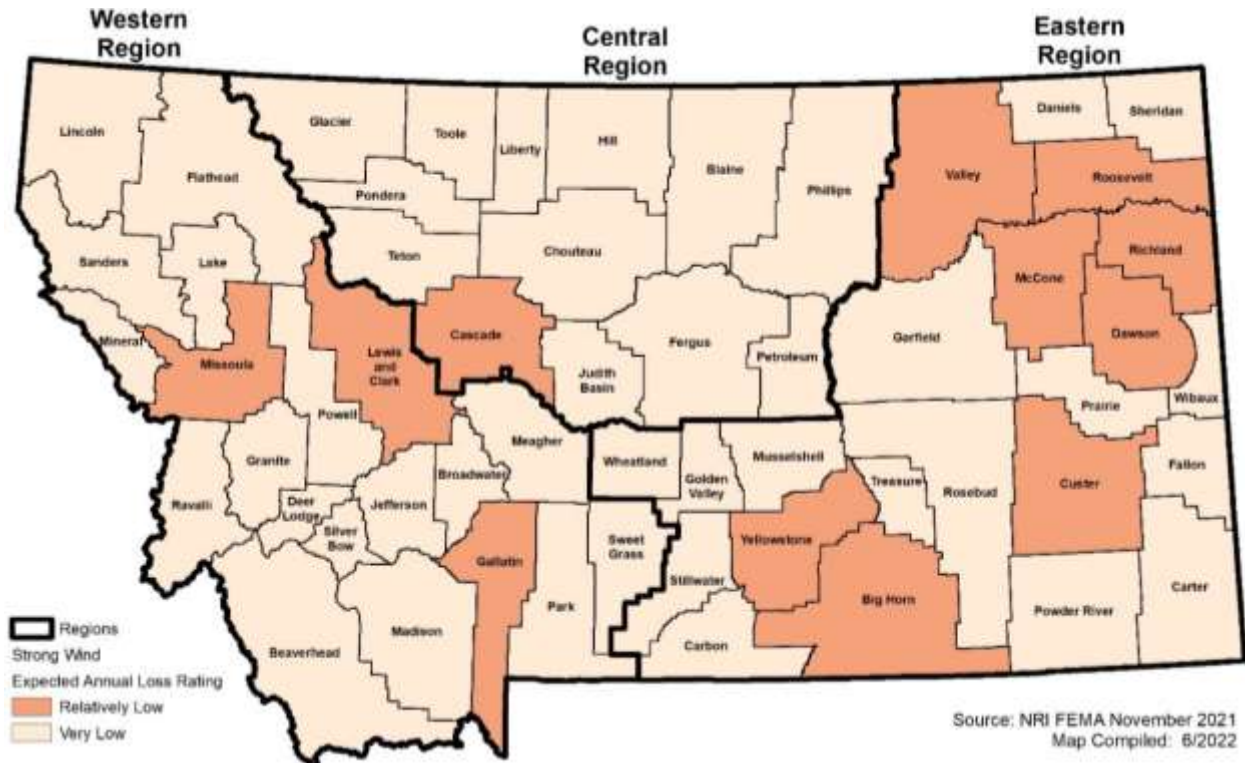 Western
Region
Central
Region
Eastern
Region
Lincoln
Flathead
Glacier
Toole
Liberty
Hill
Blaine
Phillips
Valley
Daniels
Sheridan
Roosevelt
Pondera
Teton
Chouteau
Sanders
Lake
Richland
McCone
Mineral
Missoula
Lewis
and
Clark
Cascade
Judith
Basin
Fergus
Petroleum
Garfield
Dawson
Wibaux
Prairie
Powell
Meagher
Granite
Ravalli
Deer
Lodge
Silver
Bow
Jefferson
Broadwater
Wheatland
Golden
Valley
Musselshell
Treasure
Rosebud
Custer
Fallon
Gallatin
Sweet
Grass
Yellowstone
Stillwater
Big Horn
Park
Carbon
Powder River
Carter
Madison
Beaverhead
Regions
Strong Wind
Expected Annual Loss Rating
Relatively Low
Very Low
Source: NRI FEMA November 2021
Map Compiled: 6/2022